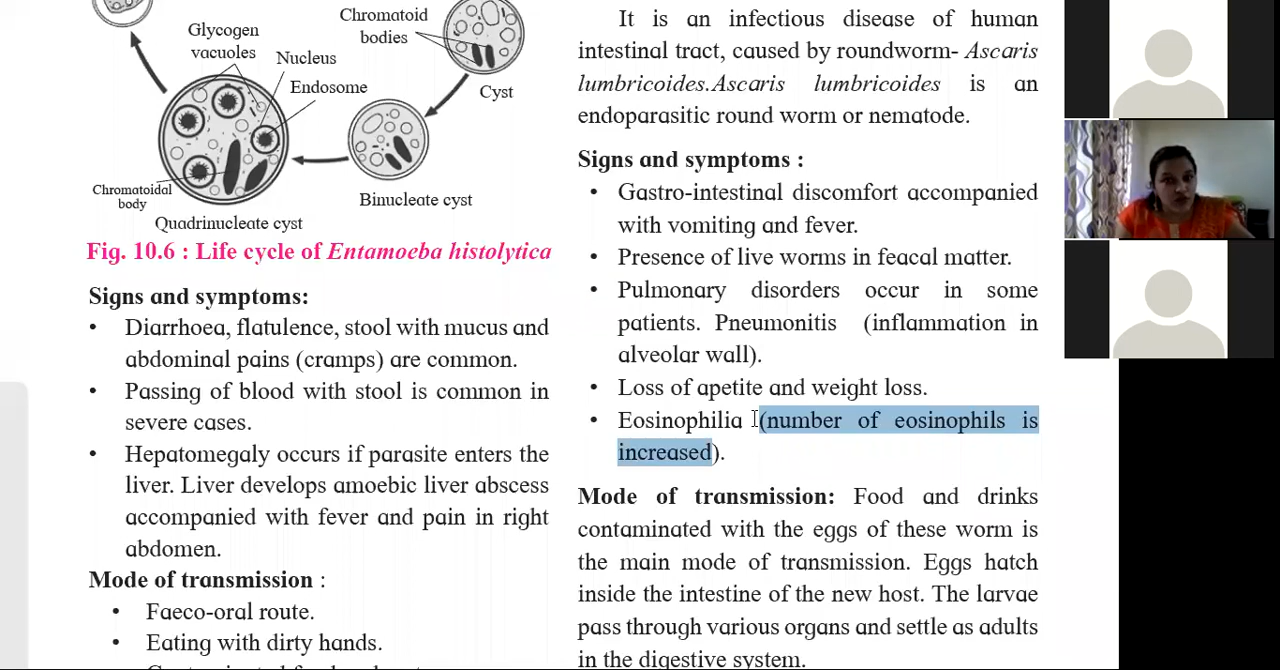 Glycogen
vacuoles
Nucleus
Endosome
Chromatoid
bodies
Cyst
Chromatoidal
body
Quadrinucleate cyst
Binucleate cyst
Fig. 10.6 : Life cycle of Entamoeba histolytica
Signs and symptoms:
• Diarrhoea, flatulence, stool with mucus and
abdominal pains (cramps) are common.
• Passing of blood with stool is common in
severe cases.
• Hepatomegaly occurs if parasite enters the
liver. Liver develops amoebic liver abscess
accompanied with fever and pain in right
abdomen.
Mode of transmission :
• Faeco-oral route.
• Eating with dirty hands.
It is an infectious disease of human
intestinal tract, caused by roundworm- Ascaris
lumbricoides.Ascaris lumbricoides is an
endoparasitic round worm or nematode.
Signs and symptoms :
• Gastro-intestinal discomfort accompanied
with vomiting and fever.
• Presence of live worms in feacal matter.
• Pulmonary disorders occur in some
patients. Pneumonitis (inflammation in
alveolar wall).
• Loss of apetite and weight loss.
• Eosinophilia (number of eosinophils is
increased).
Mode of transmission: Food and drinks
contaminated with the eggs of these worm is
the main mode of transmission. Eggs hatch
inside the intestine of the new host. The larvae
pass through various organs and settle as adults
in the digestive system.